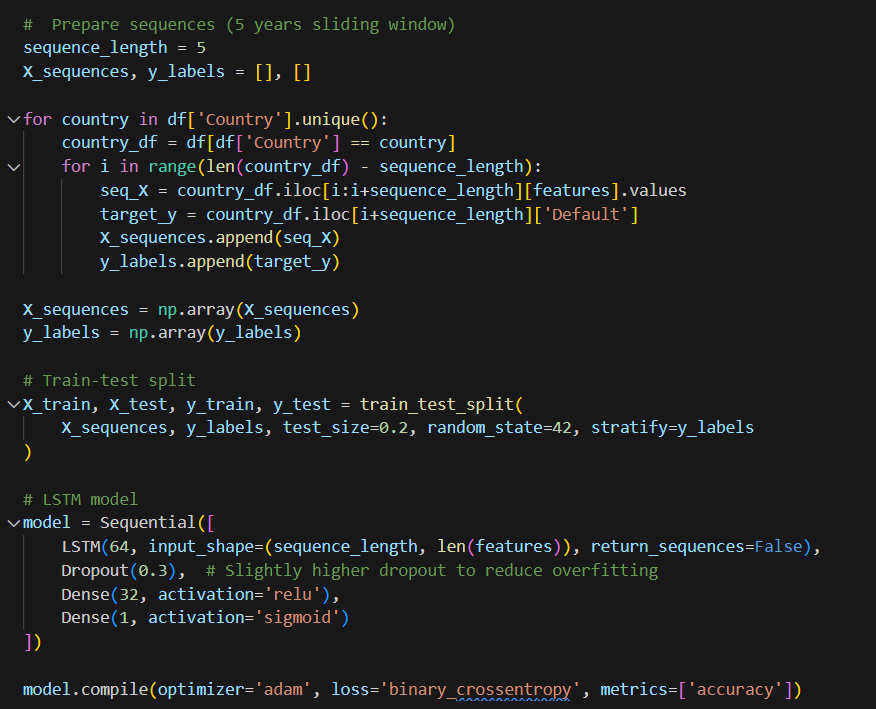 #  Prepare sequences (5 years sliding window)
sequence_length = 5
X_sequences, y_labels = [], []
for country in df['Country'].unique():
country_df = df[df['Country'] == country]
for i in range(len(country_df) - sequence_length):
seq_X = country_df.iloc[i:i+sequence_length][features].values
target_y = country_df.iloc[i+sequence_length]['Default']
X_sequences.append(seq_X)
y_labels.append(target_y)
X_sequences = np.array(X_sequences)
y_labels = np.array(y_labels)
# Train-test split
X_train, X_test, y_train, y_test = train_test_split(
X_sequences, y_labels, test_size=0.2, random_state=42, stratify=y_labels
)
# LSTM model
model = Sequential([
LSTM(64, input_shape=(sequence_length, len(features)), return_sequences=False),
Dropout(0.3),  # Slightly higher dropout to reduce overfitting
Dense(32, activation='relu'),
Dense(1, activation='sigmoid')
])
model.compile(optimizer='adam', loss='binary_crossentropy', metrics=['accuracy'])